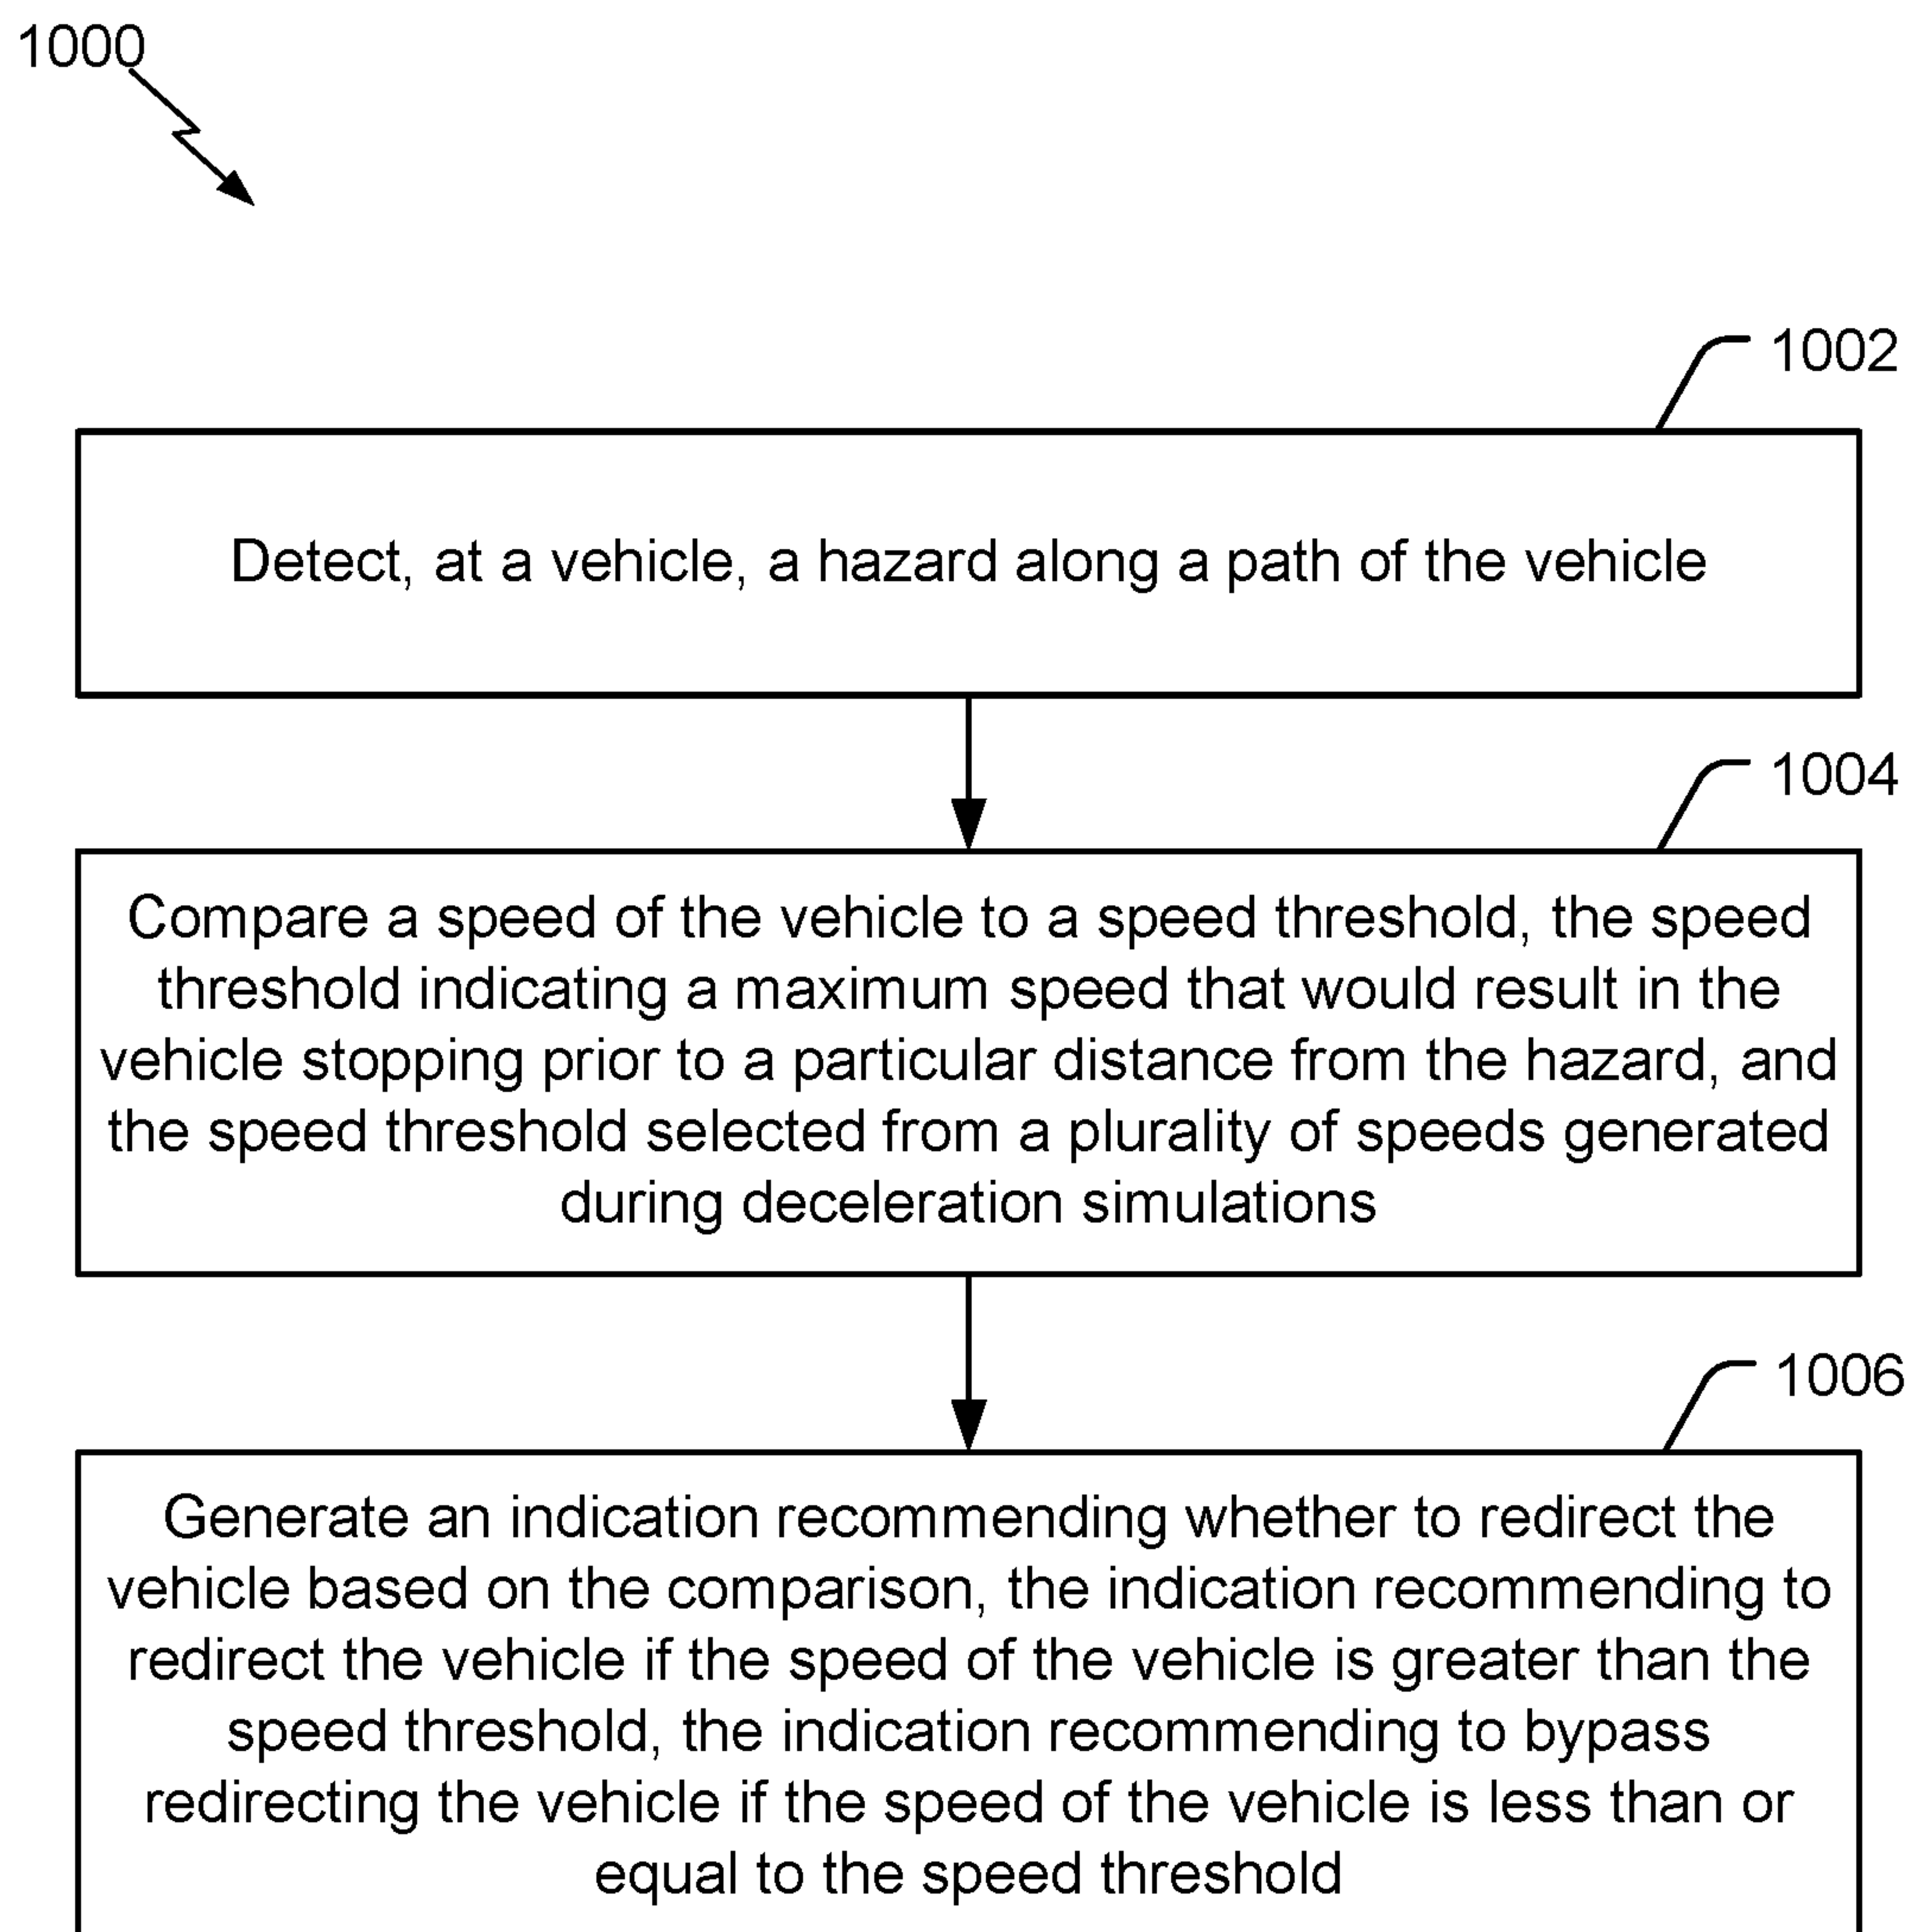 1000
1002
Detect, at a vehicle, a hazard along a path of the vehicle
1004
Compare a speed of the vehicle to a speed threshold, the speed
threshold indicating a maximum speed that would result in the
vehicle stopping prior to a particular distance from the hazard, and
the speed threshold selected from a plurality of speeds generated
during deceleration simulations
1006
Generate an indication recommending whether to redirect the
vehicle based on the comparison, the indication recommending to
redirect the vehicle if the speed of the vehicle is greater than the
speed threshold, the indication recommending to bypass
redirecting the vehicle if the speed of the vehicle is less than or
equal to the speed threshold